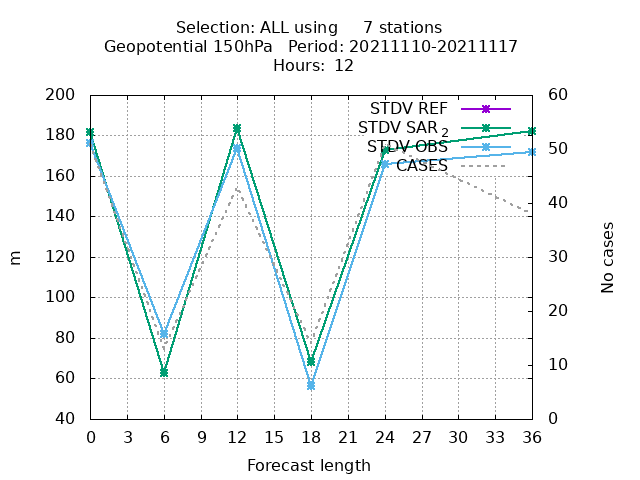 Selection: ALL using 7 stations
Geopotential 150hPa Period: 20211110-20211117
Hours: 12
200 60
180 50
160
140 40
120 30
100
80 20
60 10
40 0
m
No cases
STDV REF
STDV SAR 2
STDV OBS
CASES
0 3 6 9 12 15 18 21 24 27 30 33 36
Forecast length